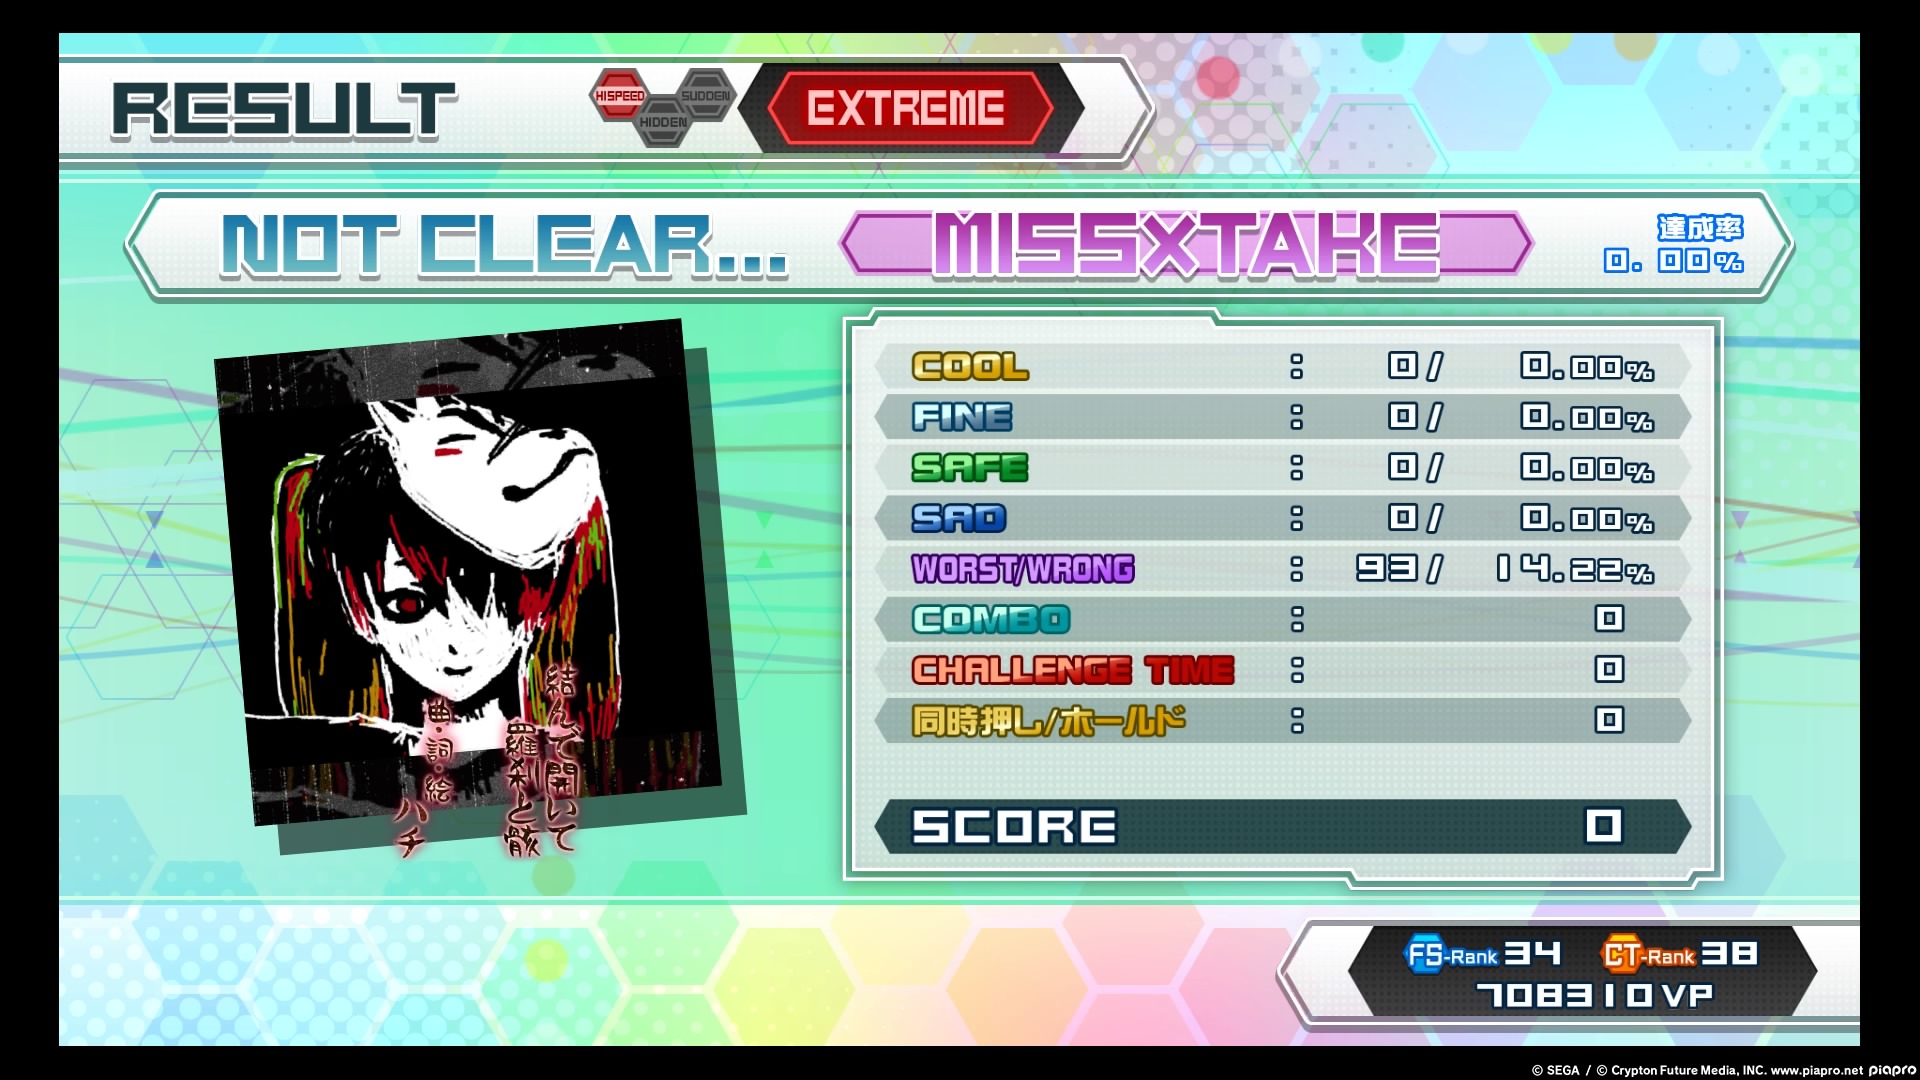 RESULT
HISPEED
HIDDEN
SUDDEN
EXTREME
NOT CLEAR...
MISS×TAKE
達成率
0.00%
COOL : 0/ 0.00%
FINE : 0/ 0.00%
SAFE : 0/ 0.00%
SAD : 0/ 0.00%
WORST/WRONG : 93/ 14.22%
COMBO : 0
CHALLENGE TIME : 0
同時押し/ホールド : 0
SCORE 0
結んで開いて
羅刹と骸
曲・詞・絵
ハチ
FS-Rank 34 CT-Rank 38
708310VP
© SEGA / © Crypton Future Media, INC. www.piapro.net piapro